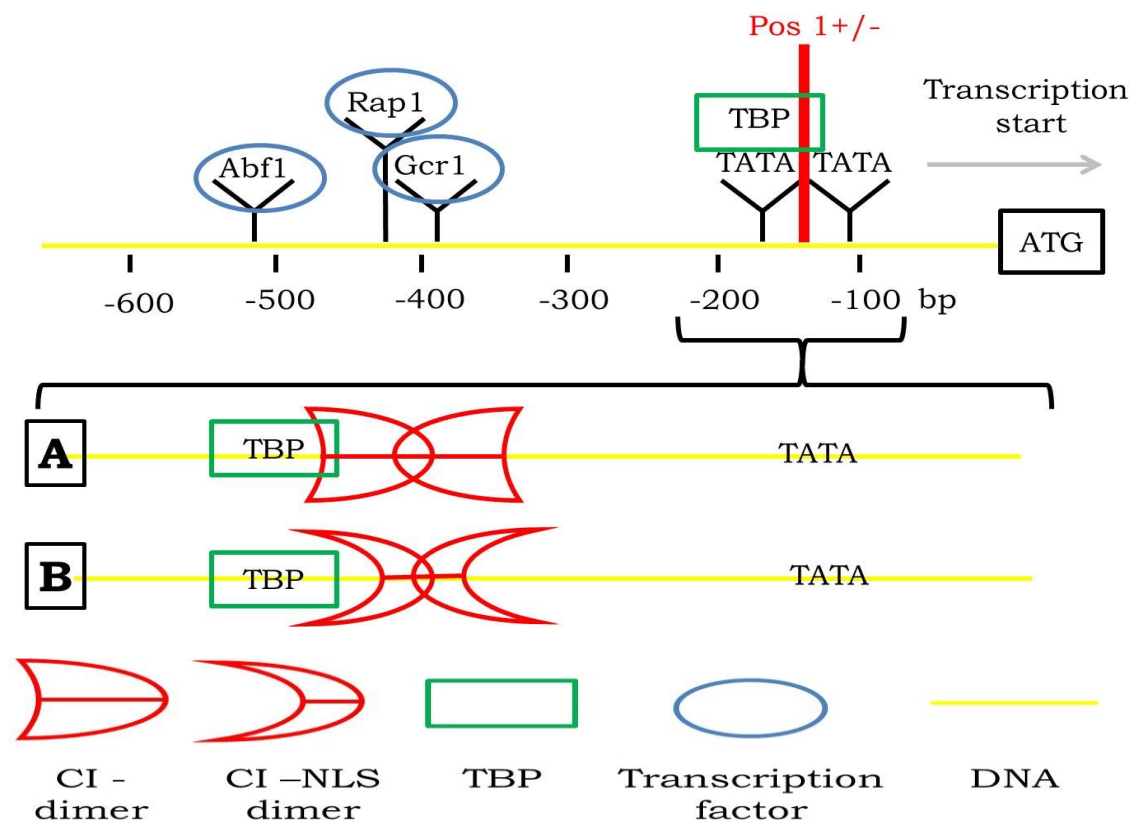 Pos 1+/-
Rap1
TBP
Transcription
start
Abf1
Gcr1
TATA TATA
ATG
-600 -500 -400 -300 -200 -100 bp
A TBP TATA
B TBP TATA
CI - CI –NLS TBP Transcription DNA
dimer dimer factor